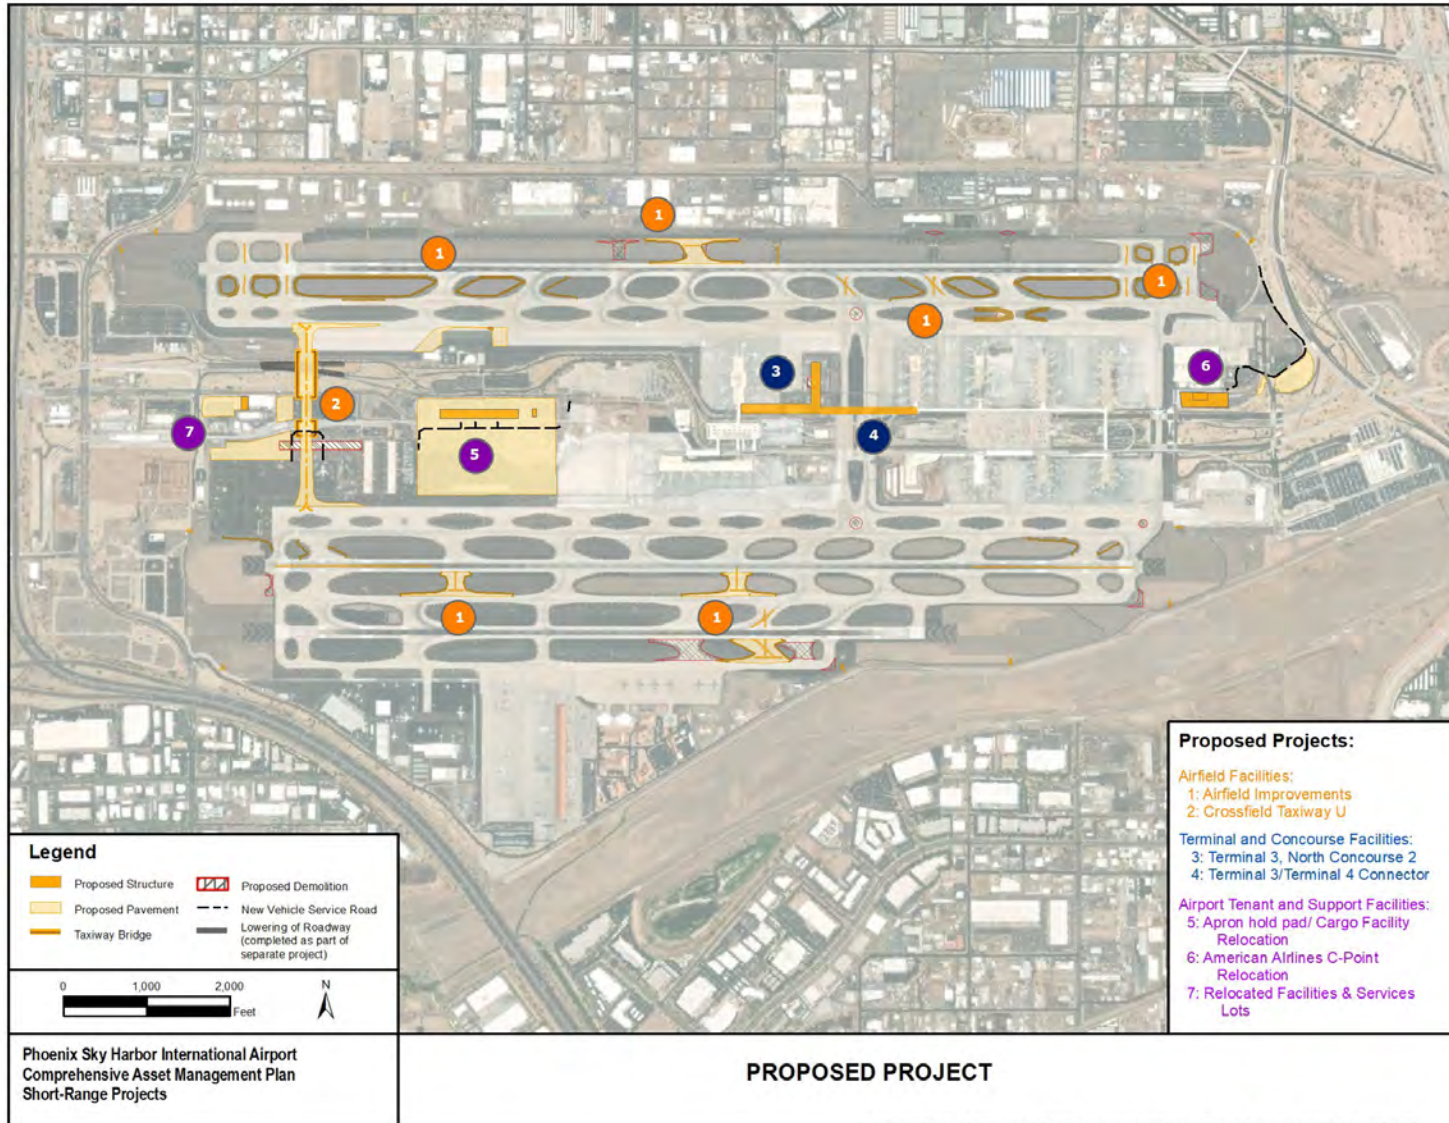 1
1
1
1
3
6
2
7
4
5
1
1
Proposed Projects:
Airfield Facilities:
1: Airfield Improvements
2: Crossfield Taxiway U
Terminal and Concourse Facilities:
3: Terminal 3, North Concourse 2
4: Terminal 3/Terminal 4 Connector
Airport Tenant and Support Facilities:
5: Apron hold pad/ Cargo Facility
Relocation
6: American AIrlines C-Point
Relocation
7: Relocated Facilities & Services
Lots
Legend
Proposed Structure
Proposed Demolition
Proposed Pavement
New Vehicle Service Road
Taxiway Bridge
Lowering of Roadway
(completed as part of
separate project)
0 1,000 2,000
Feet
N
Phoenix Sky Harbor International Airport
Comprehensive Asset Management Plan
Short-Range Projects
PROPOSED PROJECT